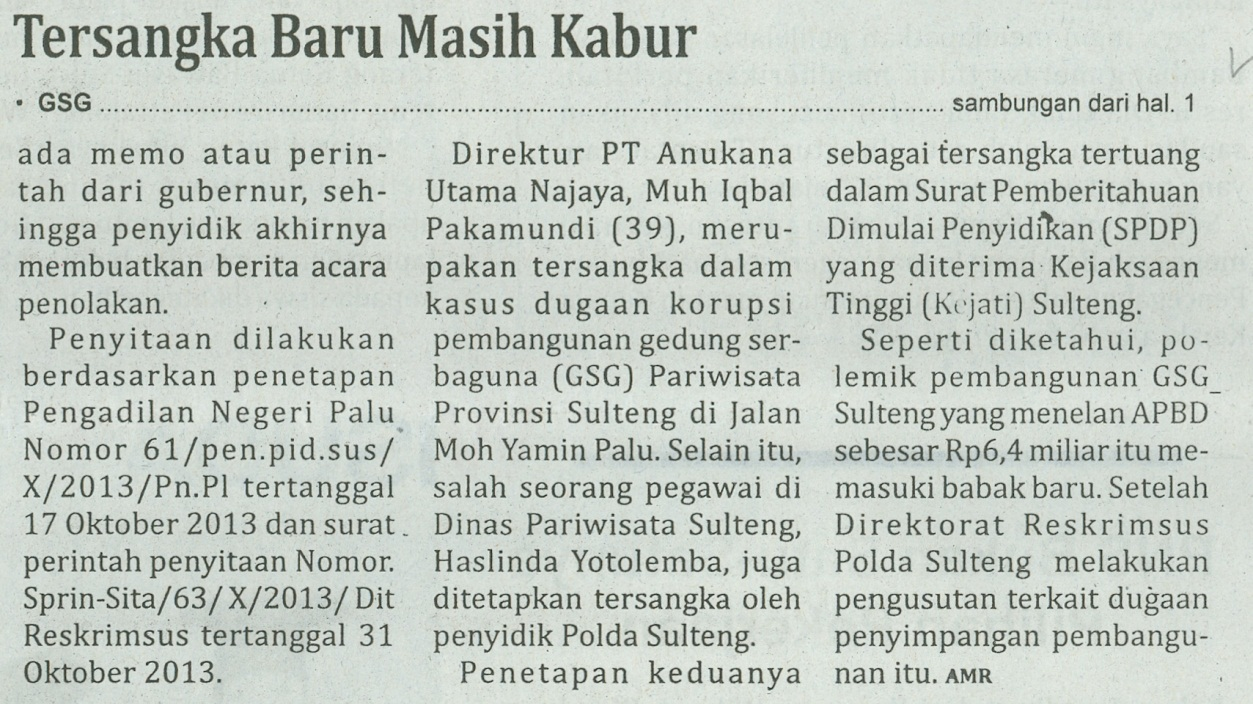 Tersangka Baru Masih Kabur
• GSG ........................ sambungan dari hal. 1
ada memo atau perin-
tah dari gubernur, seh-
ingga penyidik akhirnya
membuatkan berita acara
penolakan.
Penyitaan dilakukan
berdasarkan penetapan
Pengadilan Negeri Palu
Nomor 61/pen.pid.sus/
X/2013/Pn.Pl tertanggal
17 Oktober 2013 dan surat
perintah penyitaan Nomor.
Sprin-Sita/63/ X/2013/ Dit
Reskrimsus tertanggal 31
Oktober 2013.
Direktur PT Anukana
Utama Najaya, Muh Iqbal
Pakamundi (39), meru-
pakan tersangka dalam
kasus dugaan korupsi
pembangunan gedung ser-
baguna (GSG) Pariwisata
Provinsi Sulteng di Jalan
Moh Yamin Palu. Selain itu,
salah seorang pegawai di
Dinas Pariwisata Sulteng,
Haslinda Yotolemba, juga
ditetapkan tersangka oleh
penyidik Polda Sulteng.
Penetapan keduanya
sebagai tersangka tertuang
dalam Surat Pemberitahuan
Dimulai Penyidikan (SPDP)
yang diterima Kejaksaan
Tinggi (Kejati) Sulteng.
Seperti diketahui, po-
lemik pembangunan GSG
Sulteng yang menelan APBD
sebesar Rp6,4 miliar itu me-
masuki babak baru. Setelah
Direktorat Reskrimsus
Polda Sulteng melakukan
pengusutan terkait dugaan
penyimpangan pembangu-
nan itu. AMR